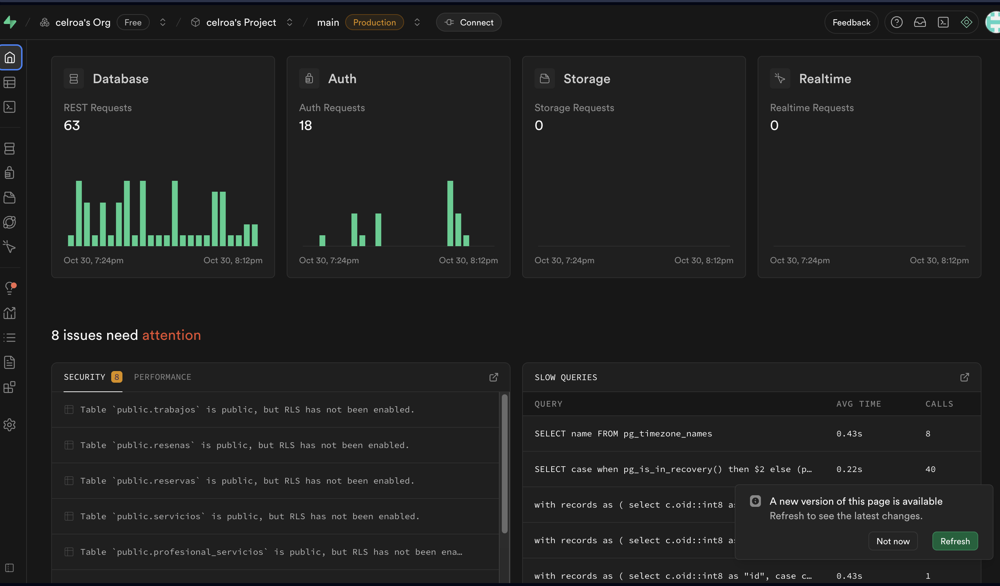 celroa's Org Free celroa's Project main Production Connect Feedback
Database
REST Requests
63
Oct 30, 7:24pm Oct 30, 8:12pm
Auth
Auth Requests
18
Oct 30, 7:24pm Oct 30, 8:12pm
Storage
Storage Requests
0
Oct 30, 7:24pm Oct 30, 8:12pm
Realtime
Realtime Requests
0
Oct 30, 7:24pm Oct 30, 8:12pm
8 issues need attention
SECURITY 8 PERFORMANCE
Table `public.trabajos` is public, but RLS has not been enabled.
Table `public.resenas` is public, but RLS has not been enabled.
Table `public.reservas` is public, but RLS has not been enabled.
Table `public.servicios` is public, but RLS has not been enabled.
Table `public.profesional_servicios` is public, but RLS has not been ena…
SLOW QUERIES
QUERY AVG TIME CALLS
SELECT name FROM pg_timezone_names 0.43s 8
SELECT case when pg_is_in_recovery() then $2 else (p… 0.22s 40
with records as ( select c.oid::int8 as
with records as ( select c.oid::int8 as
with records as ( select c.oid::int8 as "id", case c… 0.43s 1
A new version of this page is available
Refresh to see the latest changes.
Not now Refresh